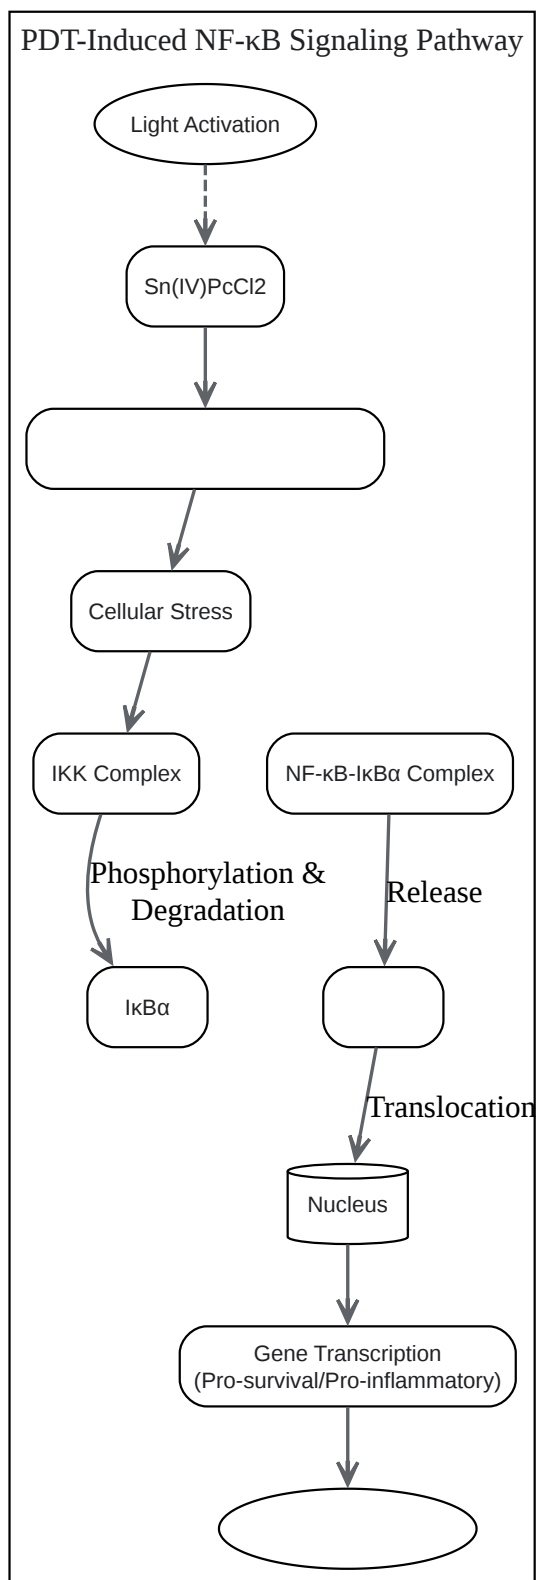 PDT-Induced NF-κB Signaling Pathway
Light Activation
Sn(IV)PcCl2
Cellular Stress
IKK Complex
NF-κB-IκBα Complex
Phosphorylation &
Degradation
Release
IκBα
Translocation
Nucleus
Gene Transcription
(Pro-survival/Pro-inflammatory)